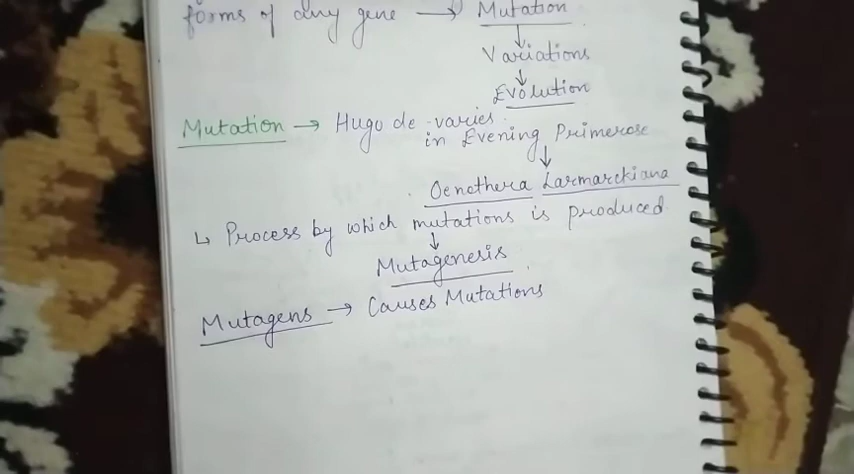 forms of any gene → Mutation
↓
Variations
↓
Evolution
Mutation → Hugo de-varies.
in Evening Primerose
↓
Oenothera Larmarckiana
↳ Process by which mutations is produced.
↓
Mutagenesis
Mutagens → Causes Mutations